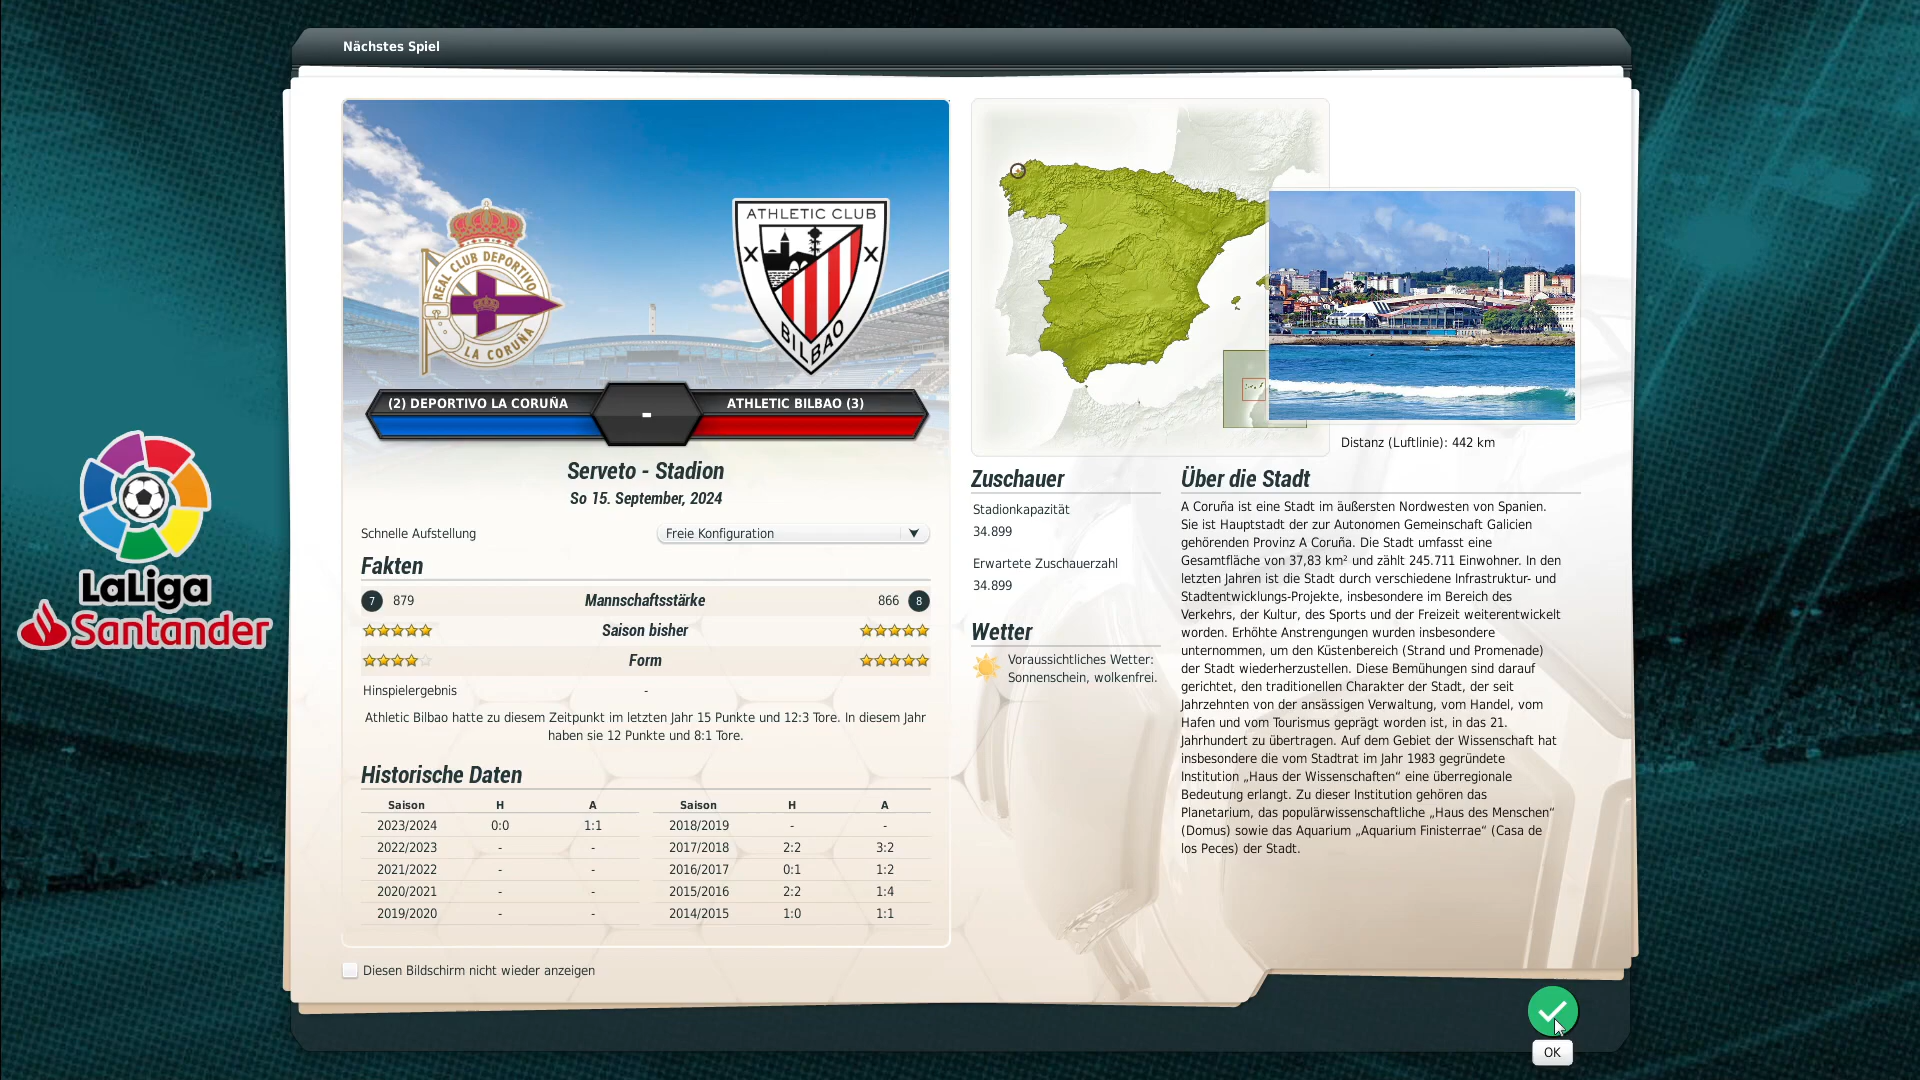 Nächstes Spiel
REAL CLUB DEPORTIVO
LA CORUÑA
ATHLETIC CLUB
BILBAO
(2) DEPORTIVO LA CORUÑA
-
ATHLETIC BILBAO (3)
Serveto - Stadion
So 15. September, 2024
Schnelle Aufstellung
Freie Konfiguration
Fakten
7 879 Mannschaftsstärke 866 8
Saison bisher
Form
Hinspielergebnis -
Athletic Bilbao hatte zu diesem Zeitpunkt im letzten Jahr 15 Punkte und 12:3 Tore. In diesem Jahr
haben sie 12 Punkte und 8:1 Tore.
Historische Daten
Saison H A Saison H A
2023/2024 0:0 1:1 2018/2019 - -
2022/2023 - - 2017/2018 2:2 3:2
2021/2022 - - 2016/2017 0:1 1:2
2020/2021 - - 2015/2016 2:2 1:4
2019/2020 - - 2014/2015 1:0 1:1
Diesen Bildschirm nicht wieder anzeigen
Distanz (Luftlinie): 442 km
Zuschauer
Stadionkapazität
34.899
Erwartete Zuschauerzahl
34.899
Wetter
Voraussichtliches Wetter:
Sonnenschein, wolkenfrei.
Über die Stadt
A Coruña ist eine Stadt im äußersten Nordwesten von Spanien.
Sie ist Hauptstadt der zur Autonomen Gemeinschaft Galicien
gehörenden Provinz A Coruña. Die Stadt umfasst eine
Gesamtfläche von 37,83 km² und zählt 245.711 Einwohner. In den
letzten Jahren ist die Stadt durch verschiedene Infrastruktur- und
Stadtentwicklungs-Projekte, insbesondere im Bereich des
Verkehrs, der Kultur, des Sports und der Freizeit weiterentwickelt
worden. Erhöhte Anstrengungen wurden insbesondere
unternommen, um den Küstenbereich (Strand und Promenade)
der Stadt wiederherzustellen. Diese Bemühungen sind darauf
gerichtet, den traditionellen Charakter der Stadt, der seit
Jahrzehnten von der ansässigen Verwaltung, vom Handel, vom
Hafen und vom Tourismus geprägt worden ist, in das 21.
Jahrhundert zu übertragen. Auf dem Gebiet der Wissenschaft hat
insbesondere die vom Stadtrat im Jahr 1983 gegründete
Institution „Haus der Wissenschaften“ eine überregionale
Bedeutung erlangt. Zu dieser Institution gehören das
Planetarium, das populärwissenschaftliche „Haus des Menschen“
(Domus) sowie das Aquarium „Aquarium Finisterrae“ (Casa de
los Peces) der Stadt.
LaLiga
Santander
OK